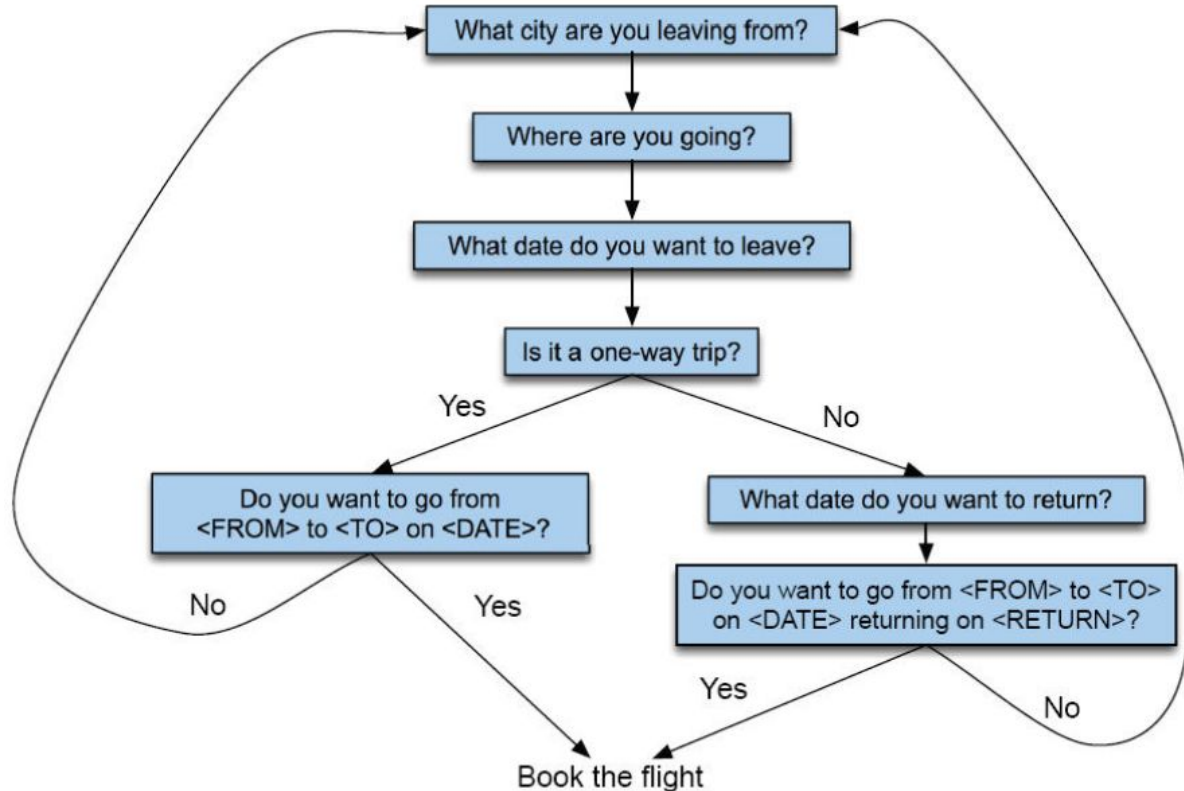 What city are you leaving from?
Where are you going?
What date do you want to leave?
Is it a one-way trip?
Yes
No
Do you want to go from
<FROM> to <TO> on <DATE>?
What date do you want to return?
Do you want to go from <FROM> to <TO>
on <DATE> returning on <RETURN>?
No
Yes
Yes
No
Book the flight